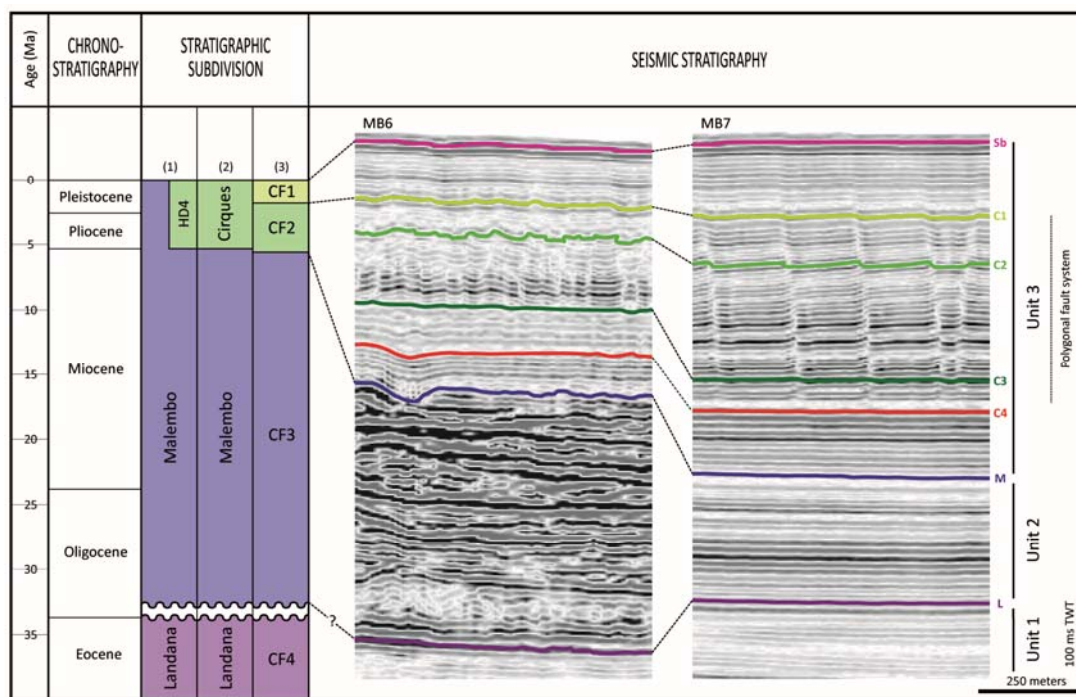 Age (Ma)
CHRONO-
STRATIGRAPHY
STRATIGRAPHIC
SUBDIVISION
SEISMIC STRATIGRAPHY
MB6
MB7
(1)
(2)
(3)
0
5
10
15
20
25
30
35
Pleistocene
Pliocene
Miocene
Oligocene
Eocene
HD4
Malembo
Landana
Cirques
Malembo
Landana
CF1
CF2
CF3
CF4
?
Sb
C1
C2
C3
C4
M
L
Unit 3
Unit 2
Unit 1
Polygonal fault system
100 ms TWT
250 meters